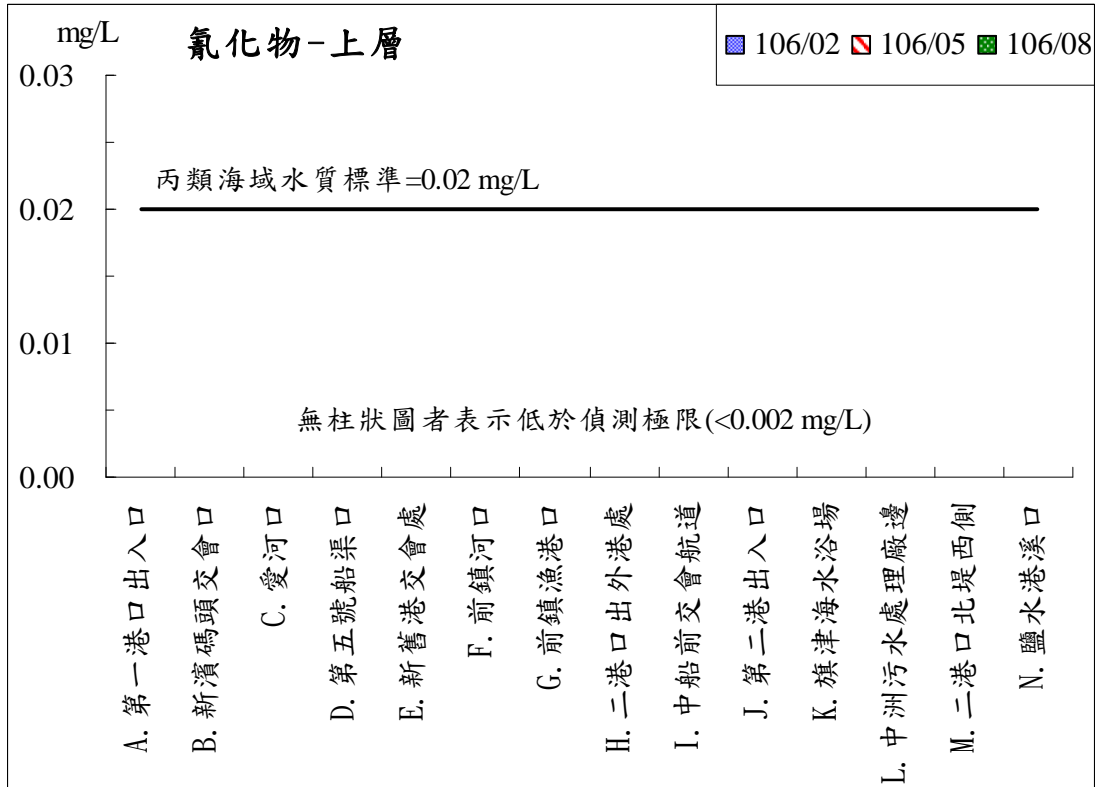 mg/L
氰化物-上層
106/02 106/05 106/08
0.03
丙類海域水質標準=0.02 mg/L
0.02
0.01
無柱狀圖者表示低於偵測極限(<0.002 mg/L)
0.00
A. 第一港口出入口
B. 新濱碼頭交會口
C. 愛河口
D. 第五號船渠口
E. 新舊港交會處
F. 前鎮河口
G. 前鎮漁港口
H. 二港口出外港處
I. 中船前交會航道
J. 第二港出入口
K. 旗津海水浴場
L. 中洲污水處理廠邊
M. 二港口北堤西側
N. 鹽水港溪口